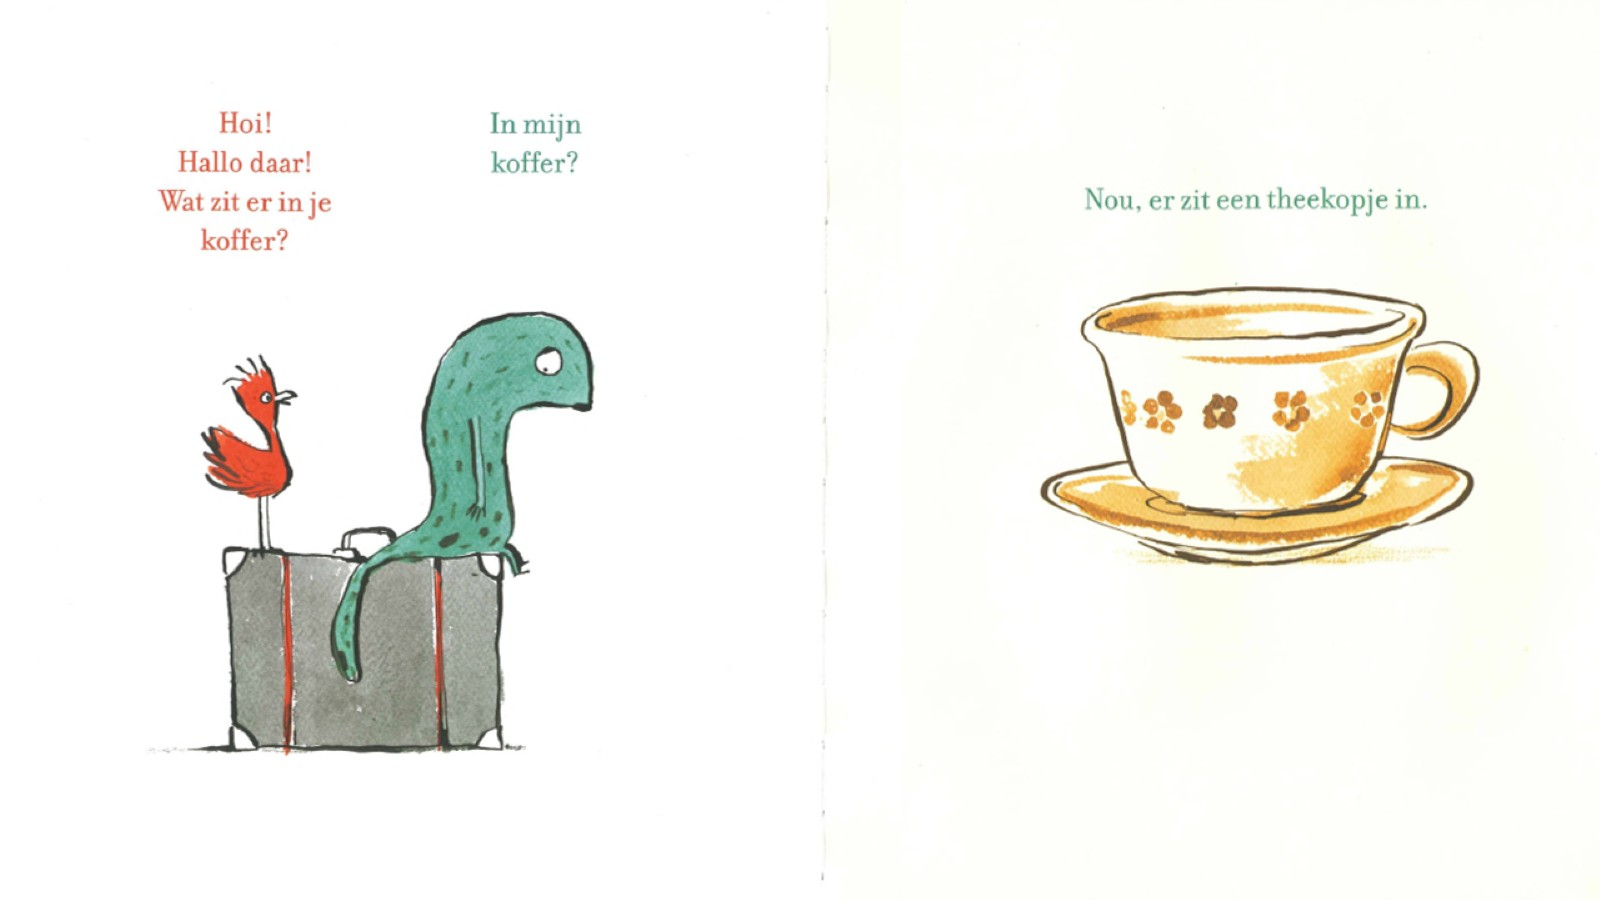 Hoi!
Hallo daar!
Wat zit er in je
koffer?
In mijn
koffer?
Nou, er zit een theekopje in.